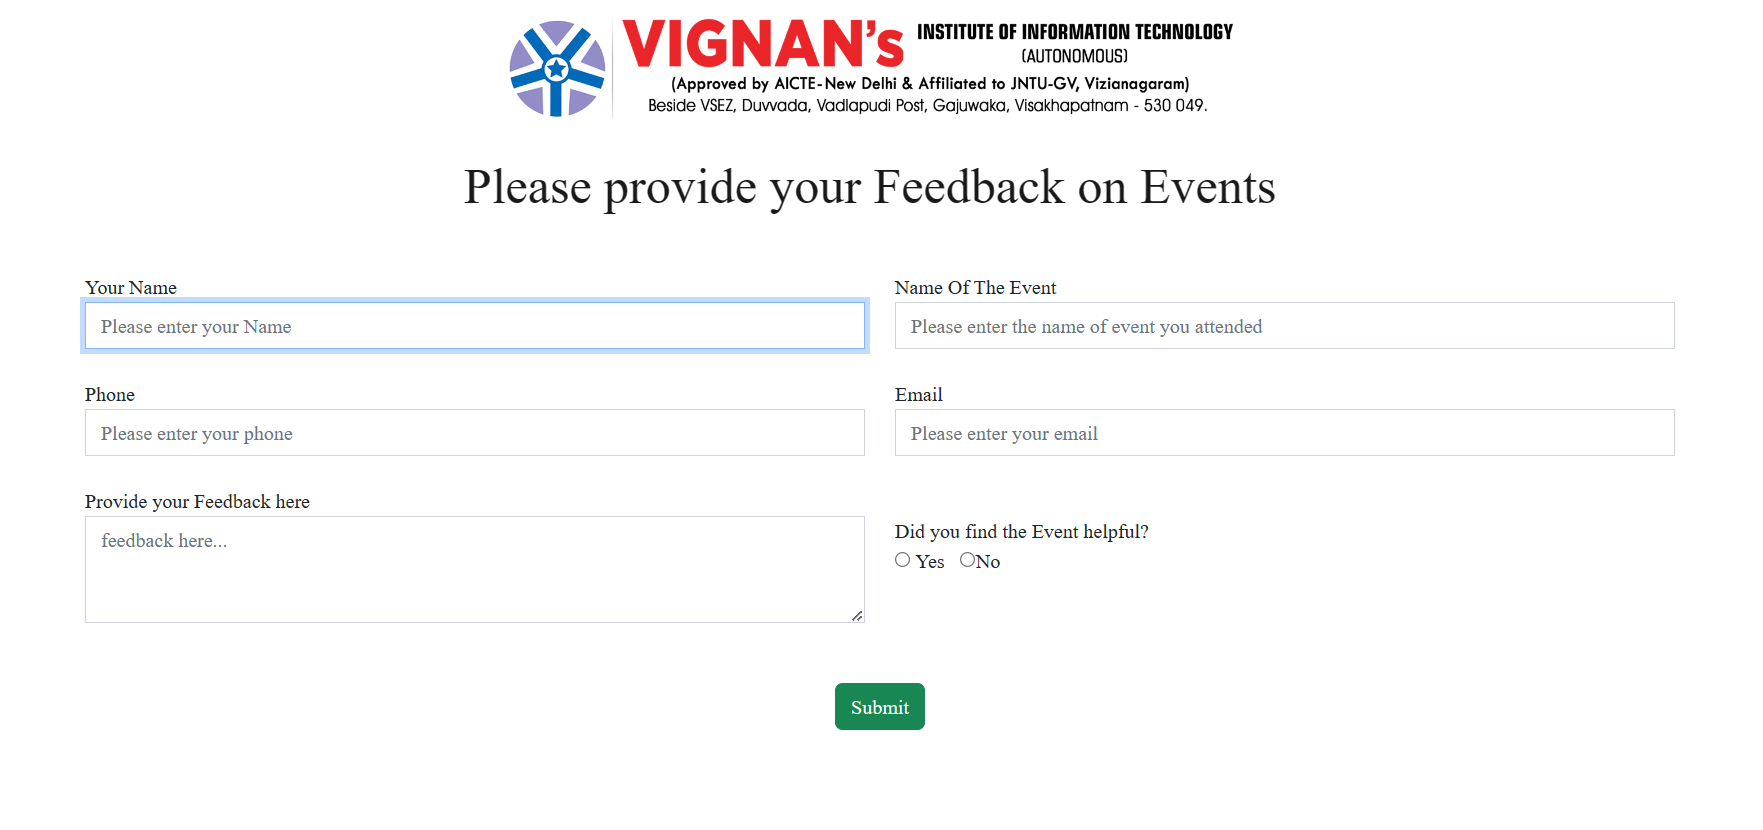 VIGNAN's INSTITUTE OF INFORMATION TECHNOLOGY
(AUTONOMOUS)
(Approved by AICTE-New Delhi & Affiliated to JNTU-GV, Vizianagaram)
Beside VSEZ, Duvvada, Vadlapudi Post, Gajuwaka, Visakhapatnam - 530 049.
Please provide your Feedback on Events
Your Name
Please enter your Name
Name Of The Event
Please enter the name of event you attended
Phone
Please enter your phone
Email
Please enter your email
Provide your Feedback here
feedback here...
Did you find the Event helpful?
Yes No
Submit